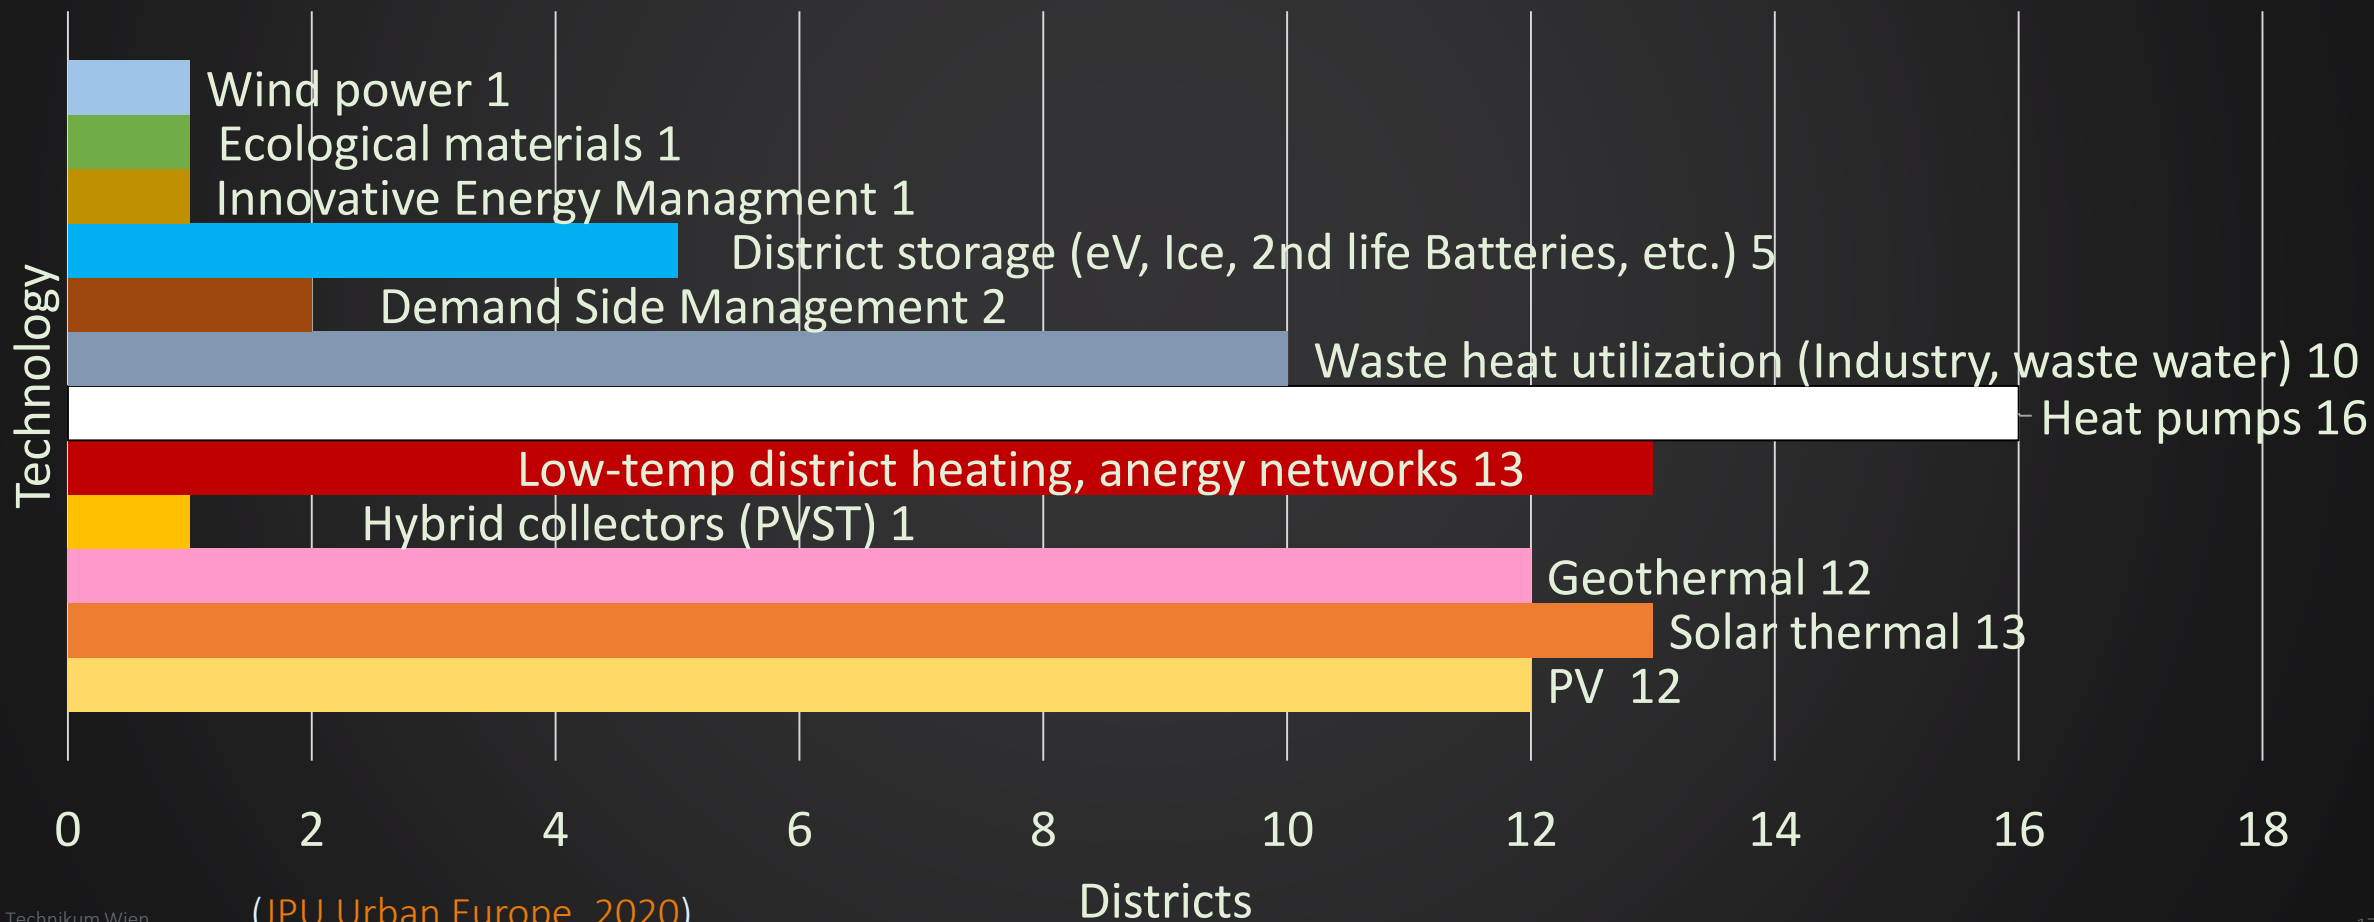 Wind power 1
Ecological materials 1
Innovative Energy Managment 1
District storage (eV, Ice, 2nd life Batteries, etc.) 5
Demand Side Management 2
Waste heat utilization (Industry, waste water) 10
Heat pumps 16
Low-temp district heating, anergy networks 13
Hybrid collectors (PVST) 1
Geothermal 12
Solar thermal 13
PV 12
Technology
0 2 4 6 8 10 12 14 16 18
Districts
(JPU Urban Europe, 2020)
Technikum Wien